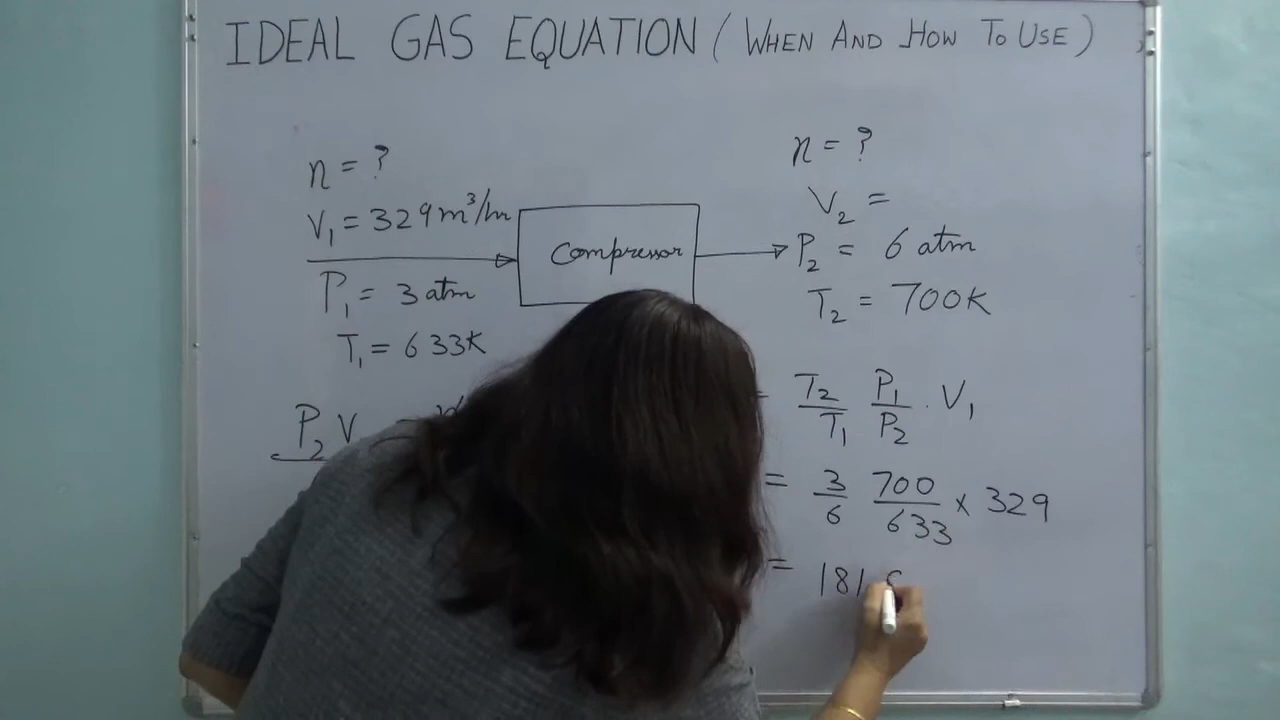 IDEAL GAS EQUATION (WHEN AND HOW TO USE)
n = ?
V₁ = 329 m³/hr
P₁ = 3 atm
T₁ = 633K
Compressor
n = ?
V₂ =
P₂ = 6 atm
T₂ = 700K
P₂ V
= T₂/T₁ P₁/P₂ . V₁
= 3/6 700/633 × 329
= 181.